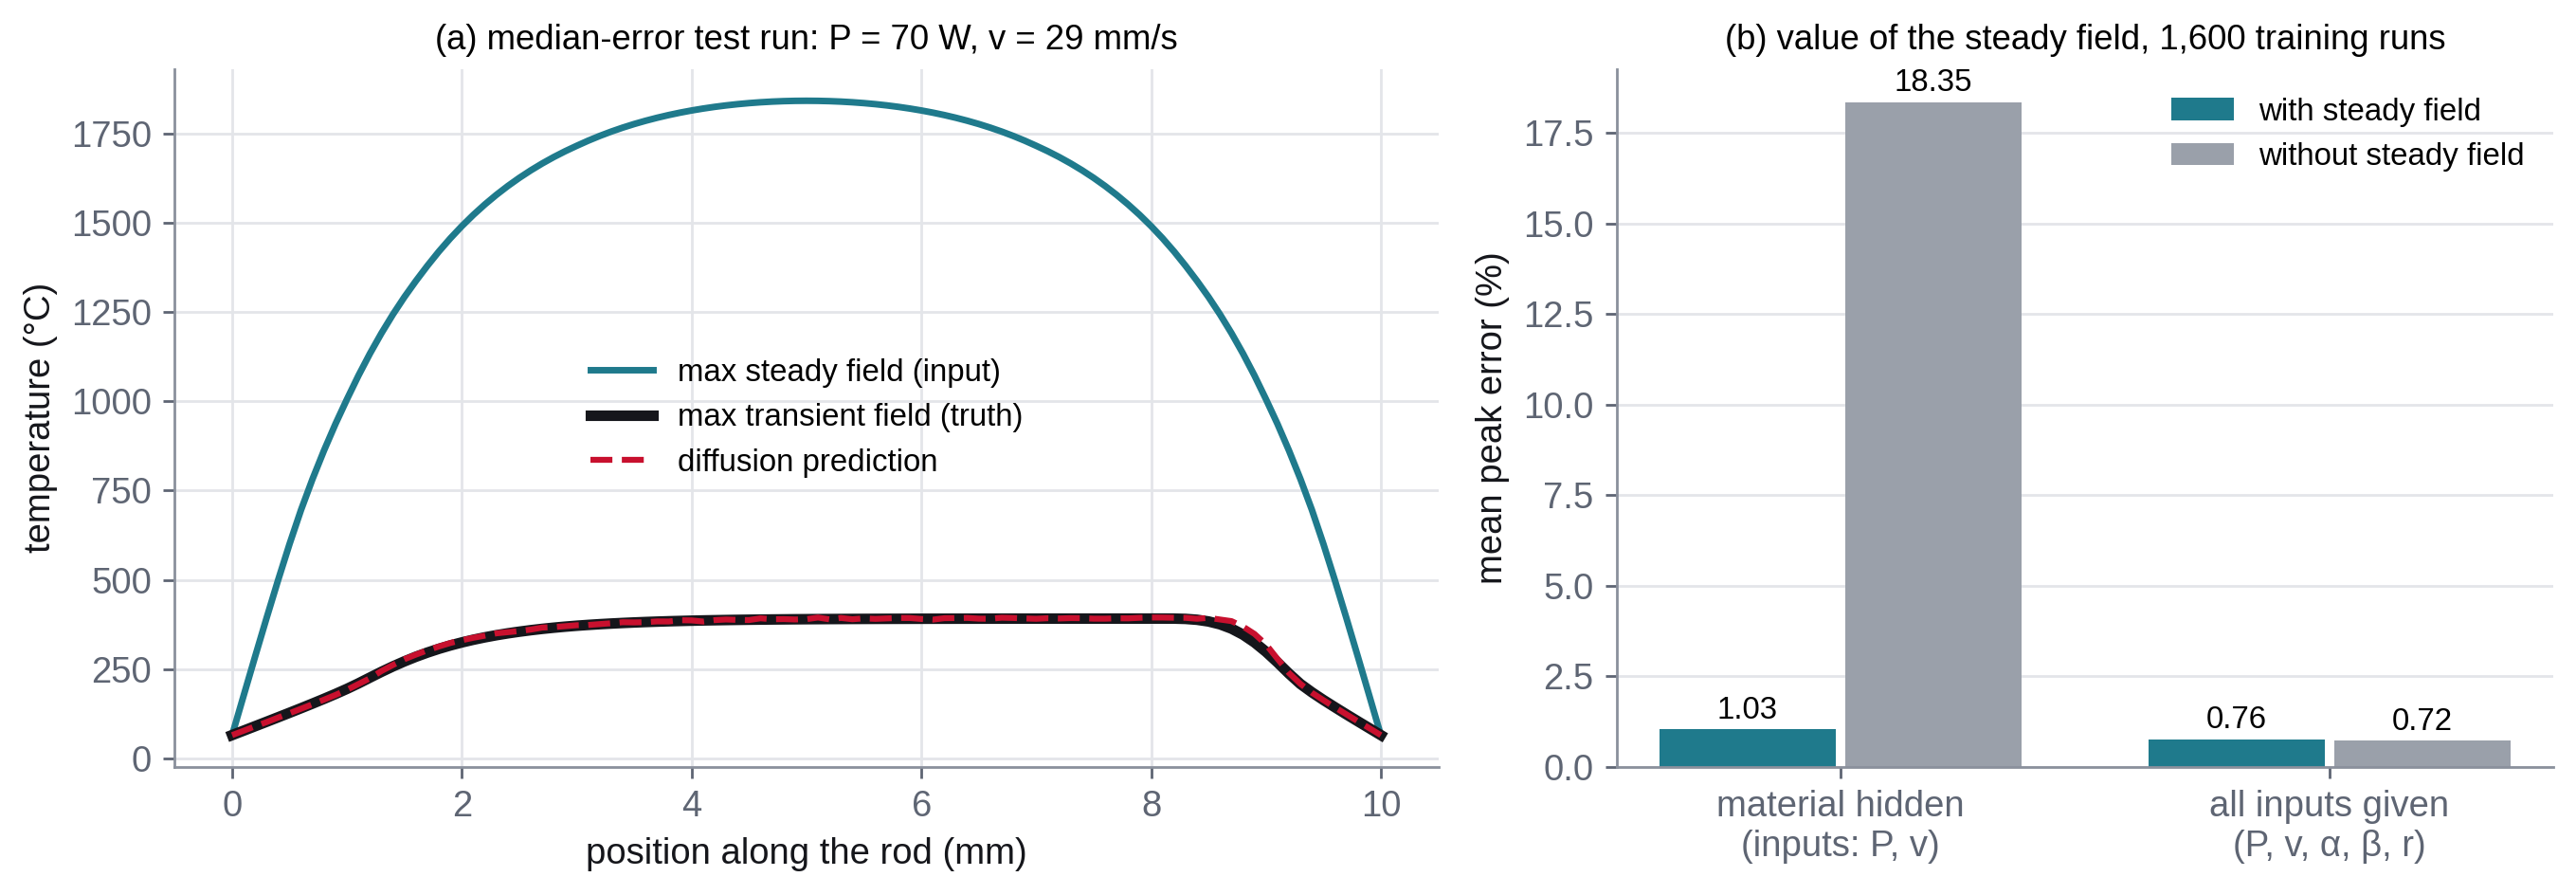 (a) median-error test run: P = 70 W, v = 29 mm/s
temperature (°C)
1750
1500
1250
1000
750
500
250
0
max steady field (input)
max transient field (truth)
diffusion prediction
0 2 4 6 8 10
position along the rod (mm)
(b) value of the steady field, 1,600 training runs
mean peak error (%)
17.5
15.0
12.5
10.0
7.5
5.0
2.5
0.0
18.35
with steady field
without steady field
1.03
0.76
0.72
material hidden
(inputs: P, v)
all inputs given
(P, v, α, β, r)